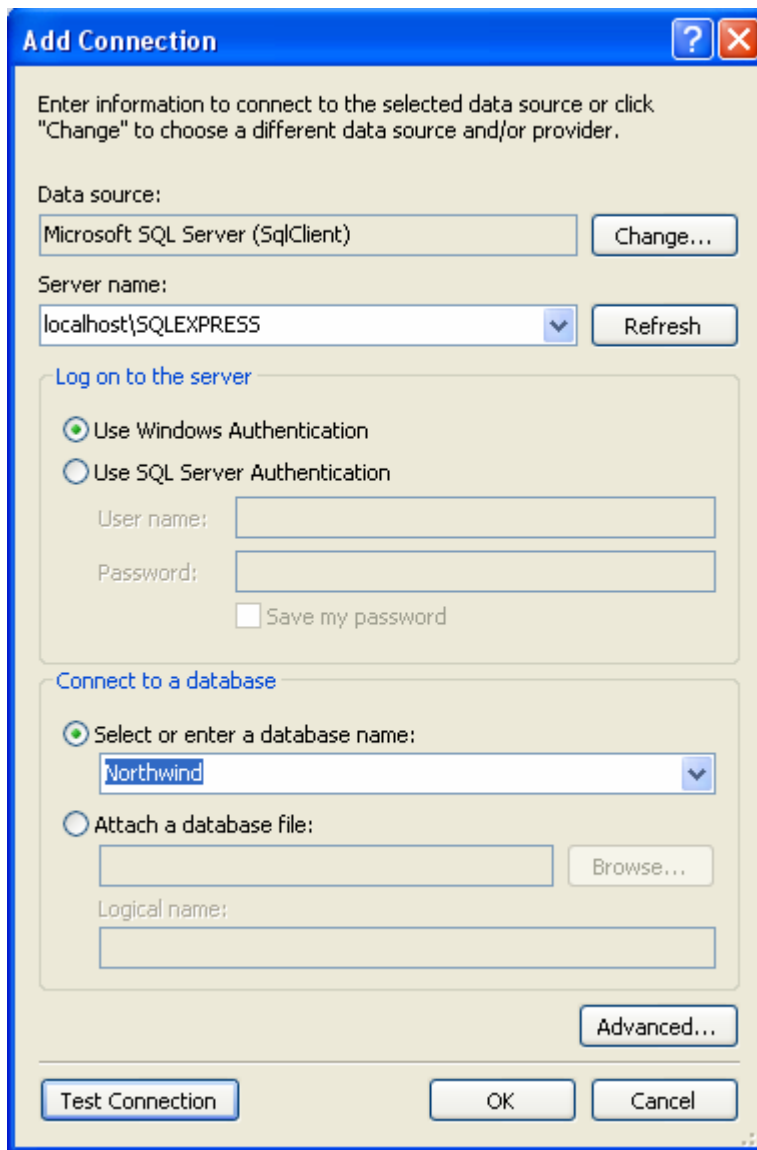 Add Connection
Enter information to connect to the selected data source or click
"Change" to choose a different data source and/or provider.
Data source:
Microsoft SQL Server (SqlClient)
Change...
Server name:
localhost\SQLEXPRESS
Refresh
Log on to the server
Use Windows Authentication
Use SQL Server Authentication
User name:
Password:
Save my password
Connect to a database
Select or enter a database name:
Northwind
Attach a database file:
Browse...
Logical name:
Advanced...
Test Connection
OK
Cancel